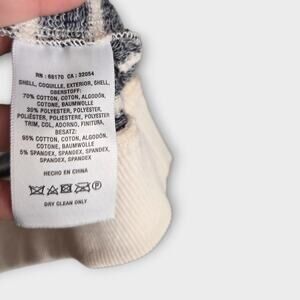 RN : 66170 CA : 32054
SHELL, COQUILLE, EXTERIOR, SHELL,
OBERSTOFF:
70% COTTON, COTON, ALGODÓN,
COTONE, BAUMWOLLE
30% POLYESTER, POLYESTER,
POLIÉSTER, POLIESTERE, POLYESTER
TRIM, COL, ADORNO, FINITURA,
BESATZ:
95% COTTON, COTON, ALGODÓN,
COTONE, BAUMWOLLE
5% SPANDEX, SPANDEX, SPANDEX,
SPANDEX, SPANDEX
HECHO EN CHINA
DRY CLEAN ONLY